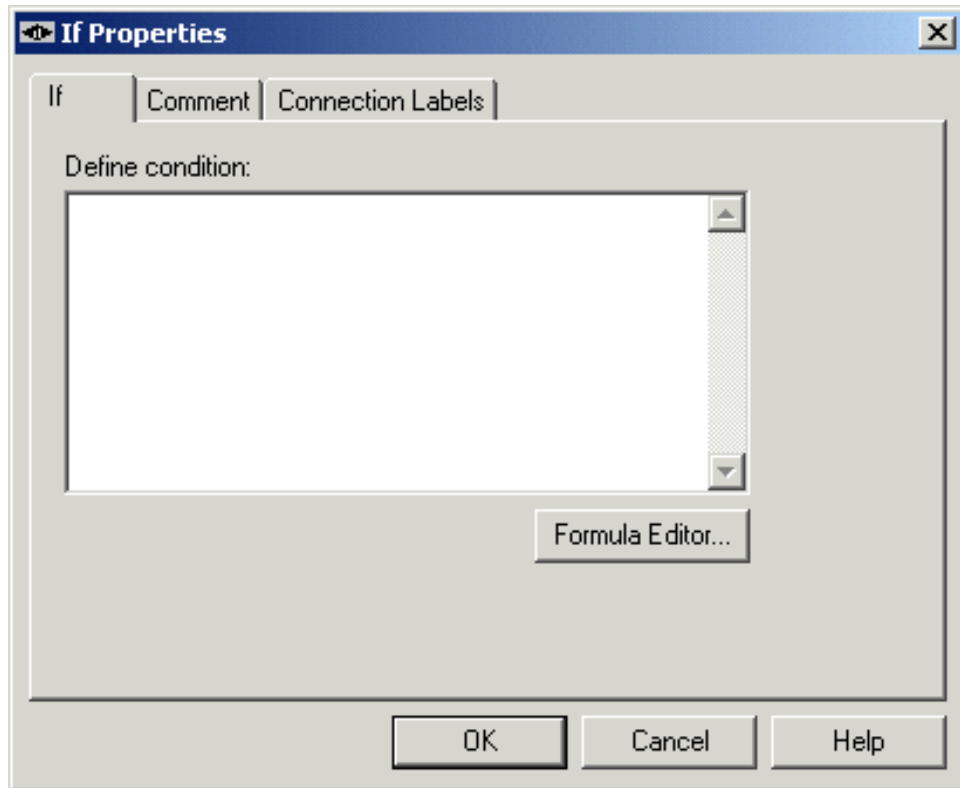 If Properties
If Comment Connection Labels
Define condition:
Formula Editor...
OK Cancel Help